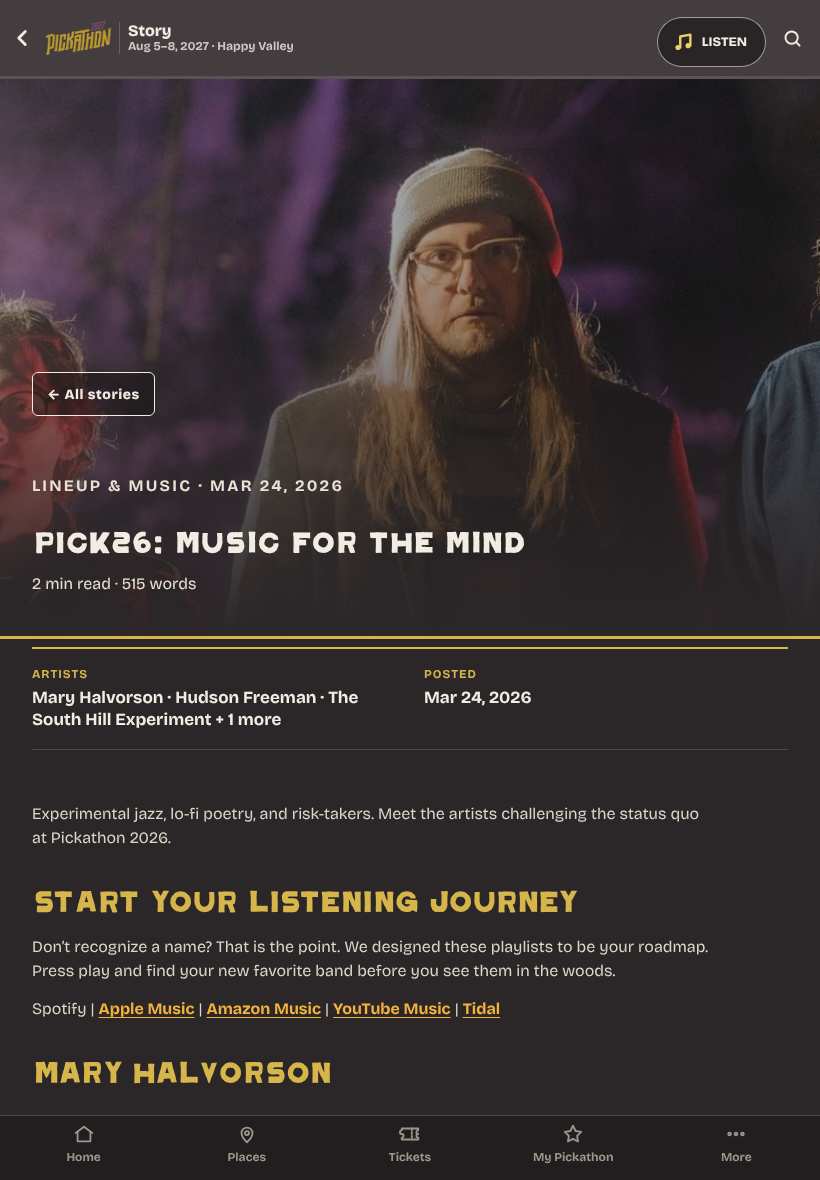 PICKATHON
Story
Aug 5–8, 2027 · Happy Valley
LISTEN
← All stories
LINEUP & MUSIC · MAR 24, 2026
PICK26: MUSIC FOR THE MIND
2 min read · 515 words
ARTISTS
Mary Halvorson · Hudson Freeman · The
South Hill Experiment + 1 more
POSTED
Mar 24, 2026
Experimental jazz, lo-fi poetry, and risk-takers. Meet the artists challenging the status quo
at Pickathon 2026.
START YOUR LISTENING JOURNEY
Don't recognize a name? That is the point. We designed these playlists to be your roadmap.
Press play and find your new favorite band before you see them in the woods.
Spotify | Apple Music | Amazon Music | YouTube Music | Tidal
MARY HALVORSON
Home
Places
Tickets
My Pickathon
More